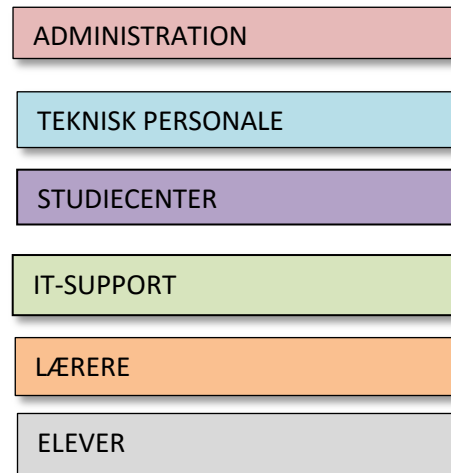 ADMINISTRATION
TEKNISK PERSONALE
STUDIECENTER
IT-SUPPORT
LÆRERE
ELEVER